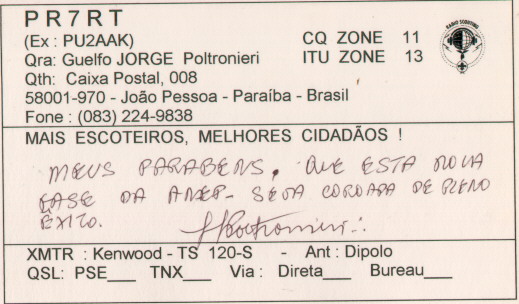 PR7RT
(Ex : PU2AAK) CQ ZONE 11
Qra: Guelfo JORGE Poltronieri ITU ZONE 13
Qth: Caixa Postal, 008
58001-970 - João Pessoa - Paraíba - Brasil
Fone : (083) 224-9838
RADIO SCOUTING
MAIS ESCOTEIROS, MELHORES CIDADÃOS !
MEUS PARABENS, QUE ESTA NOVA
FASE DA SEJA COROADA DE PLENO
ÊXITO.
XMTR : Kenwood - TS 120-S - Ant : Dipolo
QSL: PSE___ TNX___ Via : Direta___ Bureau___